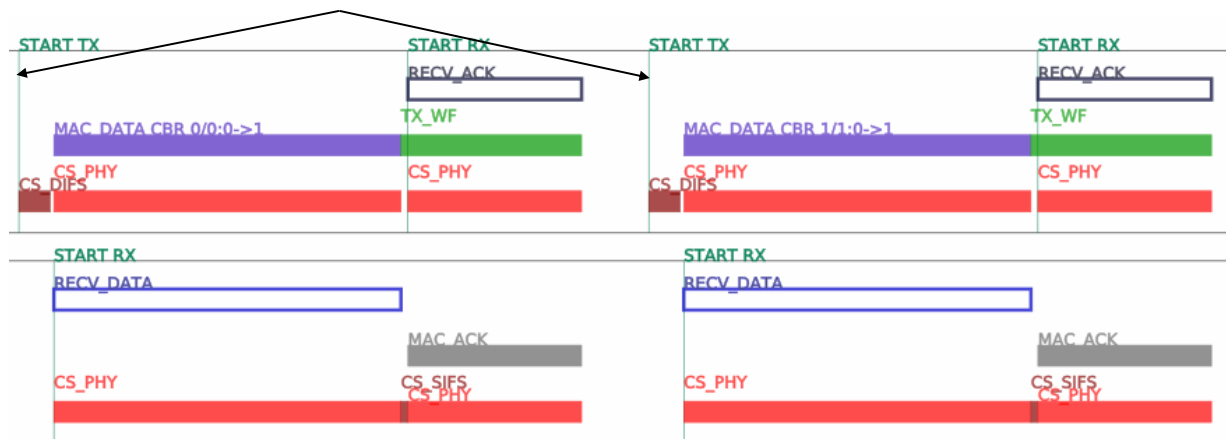 START TX START RX START TX START RX
RECV_ACK RECV_ACK
TX_WF TX_WF
MAC_DATA CBR 0/0:0->1 MAC_DATA CBR 1/1:0->1
CS_PHY CS_PHY CS_PHY CS_PHY
CS_DIFS CS_DIFS
START RX START RX
RECV_DATA RECV_DATA
MAC_ACK MAC_ACK
CS_PHY CS_SIFS CS_PHY CS_SIFS
CS_PHY CS_PHY